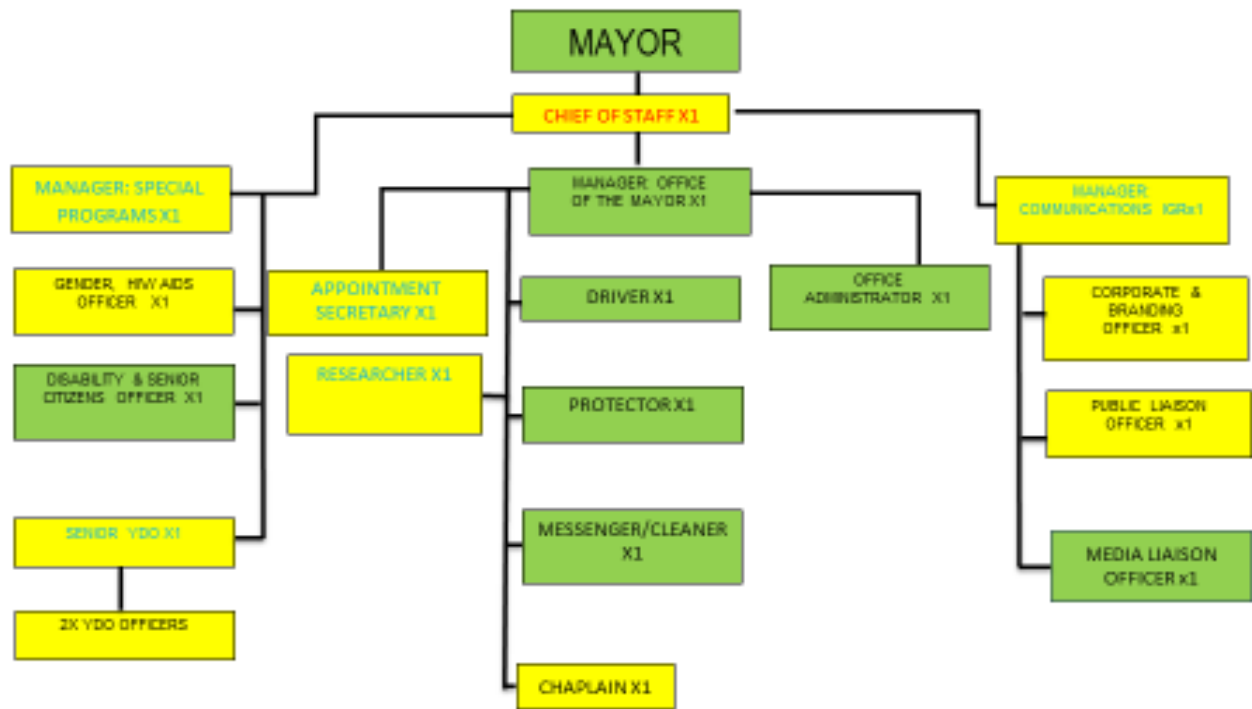 MAYOR
CHIEF OF STAFF X1
MANAGER: SPECIAL
PROGRAMS X1
MANAGER: OFFICE
OF THE MAYOR X1
MANAGER:
COMMUNICATIONS IGRx1
GENDER, HIV/ AIDS
OFFICER X1
APPOINTMENT
SECRETARY X1
DRIVER X1
OFFICE
ADMINISTRATOR X1
CORPORATE &
BRANDING
OFFICER x1
DISABILITY & SENIOR
CITIZENS OFFICER X1
RESEARCHER X1
PROTECTOR X1
PUBLIC LIAISON
OFFICER x1
SENIOR YDO X1
MESSENGER/CLEANER
X1
MEDIA LIAISON
OFFICER x1
2X YDO OFFICERS
CHAPLAIN X1